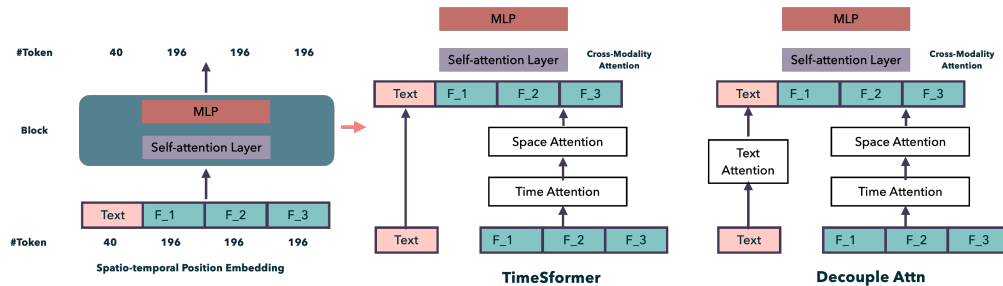 #Token 40 196 196 196
Block
MLP
Self-attention Layer
Text F_1 F_2 F_3
#Token 40 196 196 196
Spatio-temporal Position Embedding
MLP
Self-attention Layer
Cross-Modality
Attention
Text F_1 F_2 F_3
Space Attention
Time Attention
Text F_1 F_2 F_3
TimeSformer
MLP
Self-attention Layer
Cross-Modality
Attention
Text F_1 F_2 F_3
Text
Attention
Space Attention
Time Attention
Text F_1 F_2 F_3
Decouple Attn